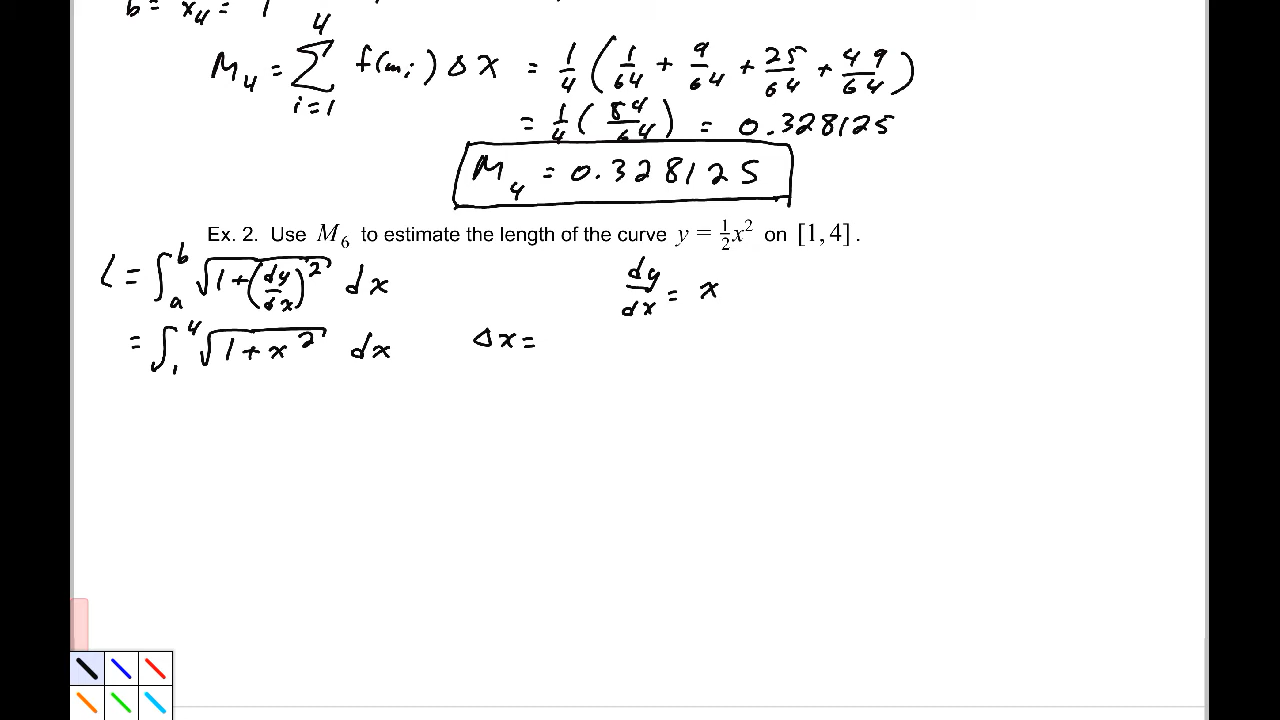 b = x₄ = 1
M₄ = ∑_{i=1}^{4} f(mᵢ) Δx = 1/4 (1/64 + 9/64 + 25/64 + 49/64)
= 1/4 (84/64) = 0.328125
M₄ = 0.328125
Ex. 2. Use M₆ to estimate the length of the curve y = ½x² on [1, 4].
L = ∫_a^b √(1 + (dy/dx)²) dx dy/dx = x
= ∫_1^4 √(1 + x²) dx Δx =